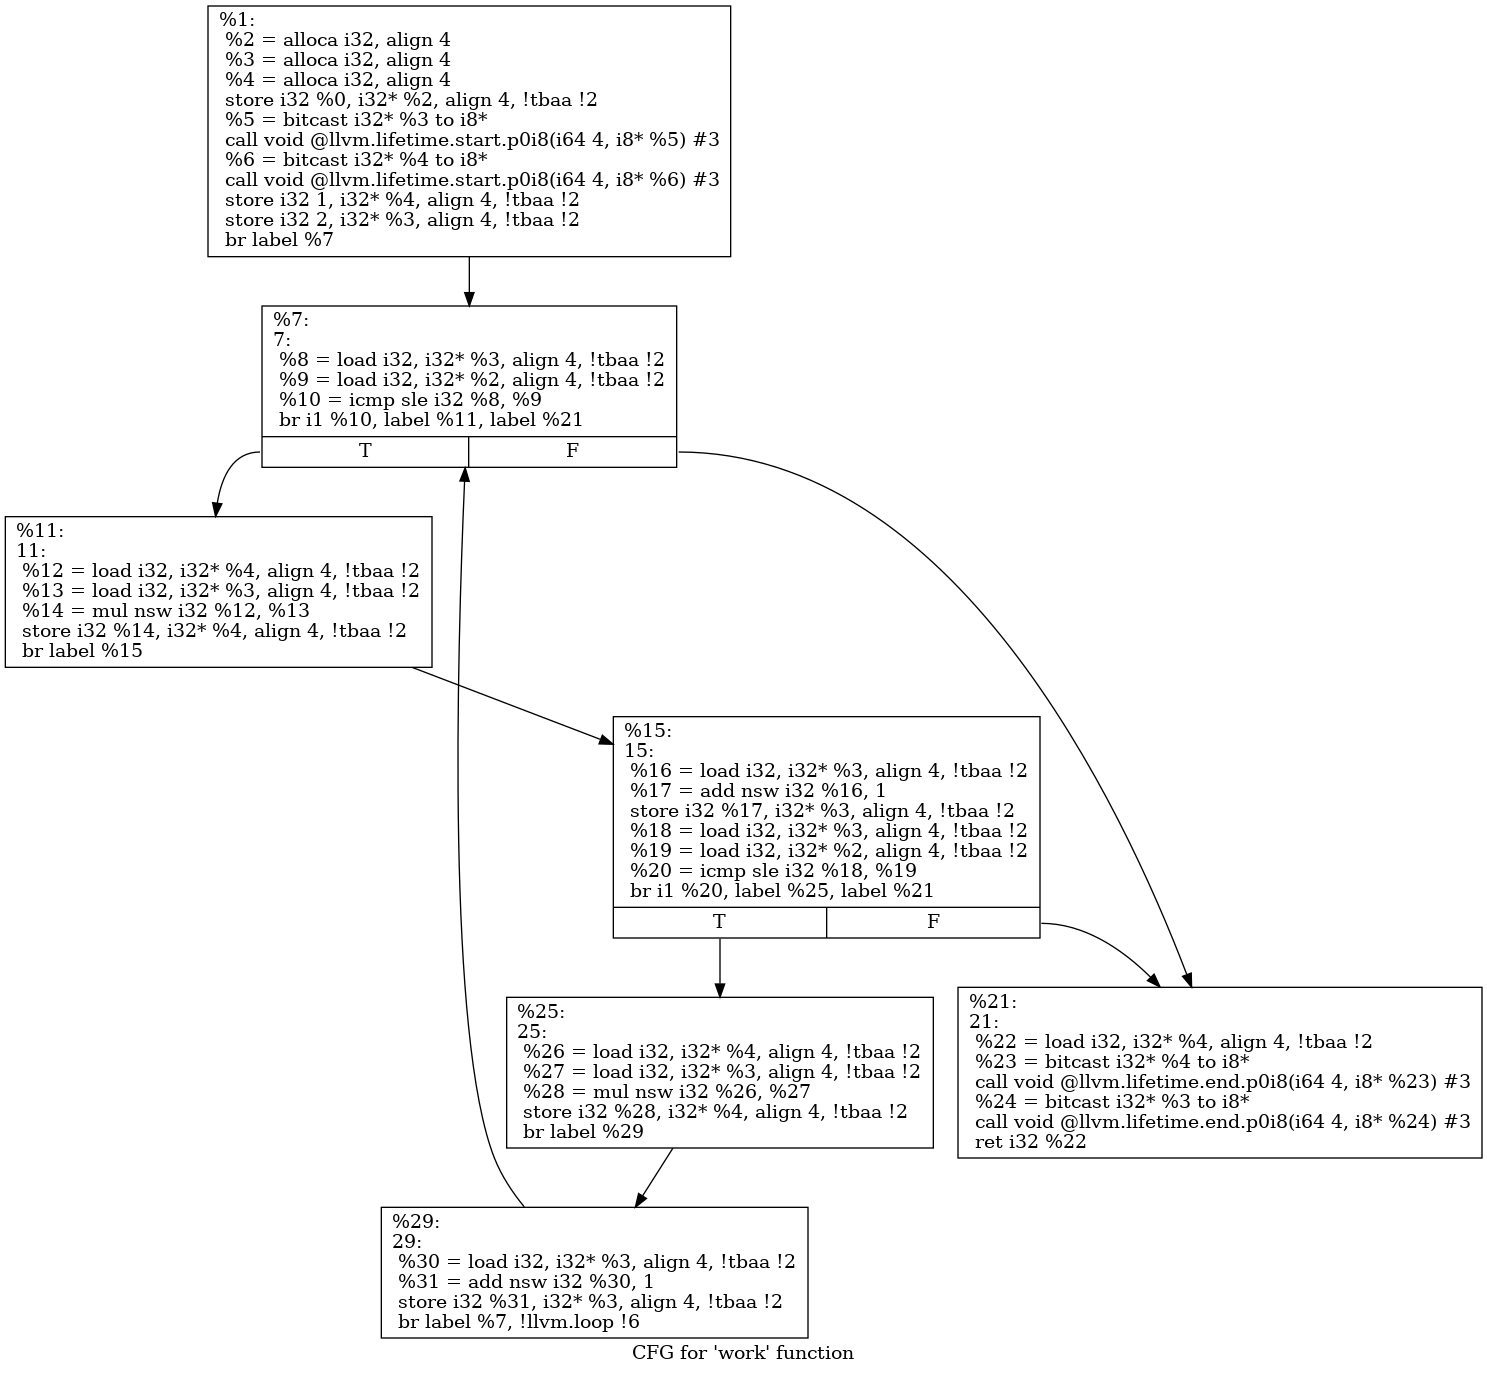 %1:
%2 = alloca i32, align 4
%3 = alloca i32, align 4
%4 = alloca i32, align 4
store i32 %0, i32* %2, align 4, !tbaa !2
%5 = bitcast i32* %3 to i8*
call void @llvm.lifetime.start.p0i8(i64 4, i8* %5) #3
%6 = bitcast i32* %4 to i8*
call void @llvm.lifetime.start.p0i8(i64 4, i8* %6) #3
store i32 1, i32* %4, align 4, !tbaa !2
store i32 2, i32* %3, align 4, !tbaa !2
br label %7
%7:
7:
%8 = load i32, i32* %3, align 4, !tbaa !2
%9 = load i32, i32* %2, align 4, !tbaa !2
%10 = icmp sle i32 %8, %9
br i1 %10, label %11, label %21
T
F
%11:
11:
%12 = load i32, i32* %4, align 4, !tbaa !2
%13 = load i32, i32* %3, align 4, !tbaa !2
%14 = mul nsw i32 %12, %13
store i32 %14, i32* %4, align 4, !tbaa !2
br label %15
%15:
15:
%16 = load i32, i32* %3, align 4, !tbaa !2
%17 = add nsw i32 %16, 1
store i32 %17, i32* %3, align 4, !tbaa !2
%18 = load i32, i32* %3, align 4, !tbaa !2
%19 = load i32, i32* %2, align 4, !tbaa !2
%20 = icmp sle i32 %18, %19
br i1 %20, label %25, label %21
T
F
%25:
25:
%26 = load i32, i32* %4, align 4, !tbaa !2
%27 = load i32, i32* %3, align 4, !tbaa !2
%28 = mul nsw i32 %26, %27
store i32 %28, i32* %4, align 4, !tbaa !2
br label %29
%21:
21:
%22 = load i32, i32* %4, align 4, !tbaa !2
%23 = bitcast i32* %4 to i8*
call void @llvm.lifetime.end.p0i8(i64 4, i8* %23) #3
%24 = bitcast i32* %3 to i8*
call void @llvm.lifetime.end.p0i8(i64 4, i8* %24) #3
ret i32 %22
%29:
29:
%30 = load i32, i32* %3, align 4, !tbaa !2
%31 = add nsw i32 %30, 1
store i32 %31, i32* %3, align 4, !tbaa !2
br label %7, !llvm.loop !6
CFG for 'work' function